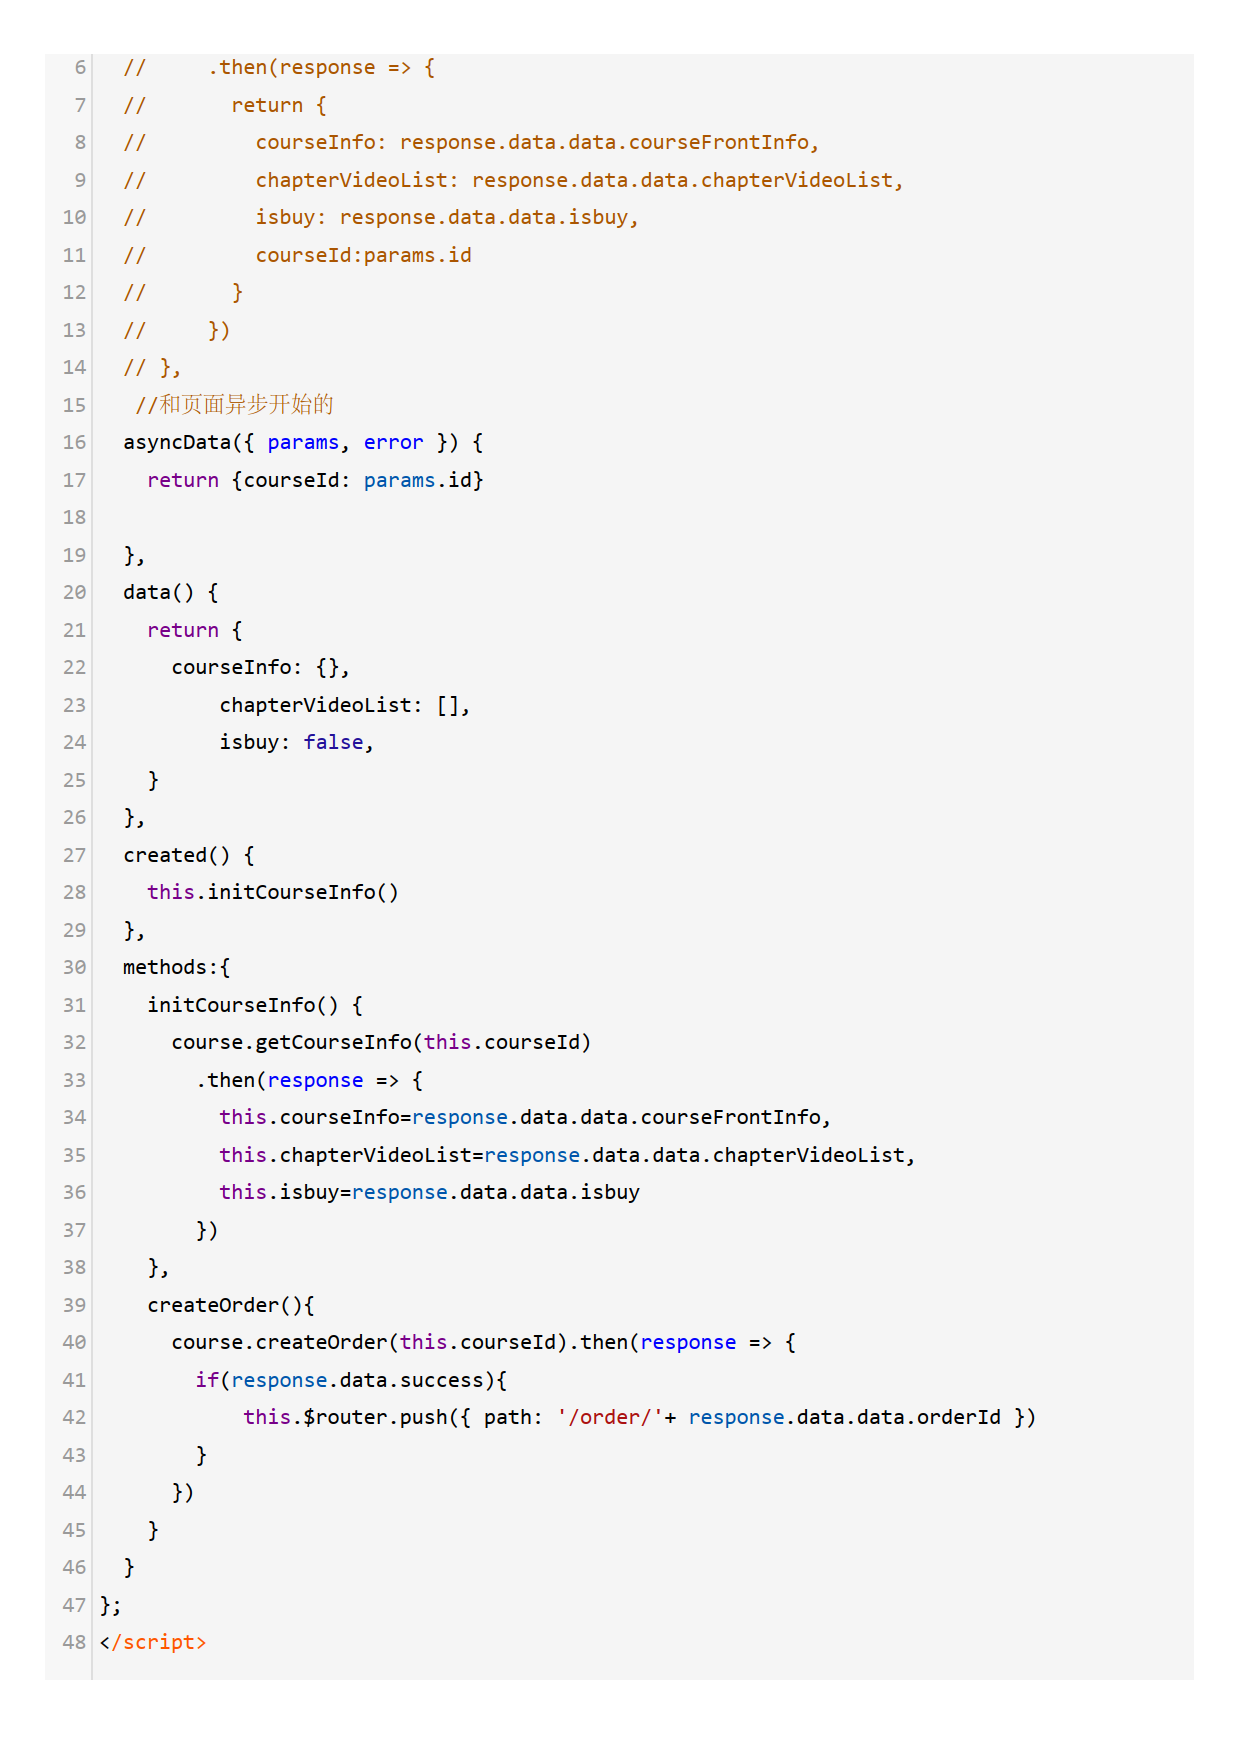 6 //     .then(response => {
7 //       return {
8 //         courseInfo: response.data.data.courseFrontInfo,
9 //         chapterVideoList: response.data.data.chapterVideoList,
10 //         isbuy: response.data.data.isbuy,
11 //         courseId:params.id
12 //       }
13 //     })
14 // },
15  //和页面异步开始的
16 asyncData({ params, error }) {
17   return {courseId: params.id}
18
19 },
20 data() {
21   return {
22     courseInfo: {},
23         chapterVideoList: [],
24         isbuy: false,
25   }
26 },
27 created() {
28   this.initCourseInfo()
29 },
30 methods:{
31   initCourseInfo() {
32     course.getCourseInfo(this.courseId)
33       .then(response => {
34         this.courseInfo=response.data.data.courseFrontInfo,
35         this.chapterVideoList=response.data.data.chapterVideoList,
36         this.isbuy=response.data.data.isbuy
37       })
38   },
39   createOrder(){
40     course.createOrder(this.courseId).then(response => {
41       if(response.data.success){
42           this.$router.push({ path: '/order/'+ response.data.data.orderId })
43       }
44     })
45   }
46 }
47 };
48 </script>